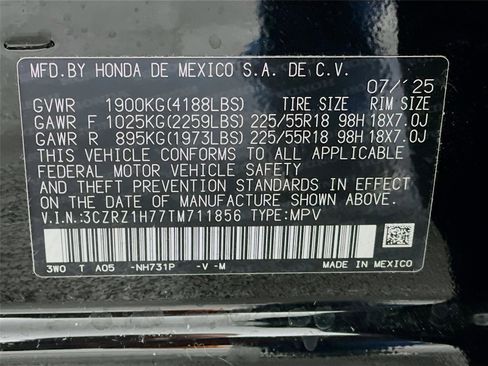 MFD.BY HONDA DE MEXICO S.A. DE C.V.
07/'25
GVWR 1900KG(4188LBS) TIRE SIZE RIM SIZE
GAWR F 1025KG(2259LBS) 225/55R18 98H 18X7.0J
GAWR R 895KG(1973LBS) 225/55R18 98H 18X7.0J
THIS VEHICLE CONFORMS TO ALL APPLICABLE
FEDERAL MOTOR VEHICLE SAFETY
AND THEFT PREVENTION STANDARDS IN EFFECT
ON THE DATE OF MANUFACTURE SHOWN ABOVE.
V.I.N:3CZRZ1H77TM711856 TYPE:MPV
3W0 T A05 -NH731P -V -M MADE IN MEXICO